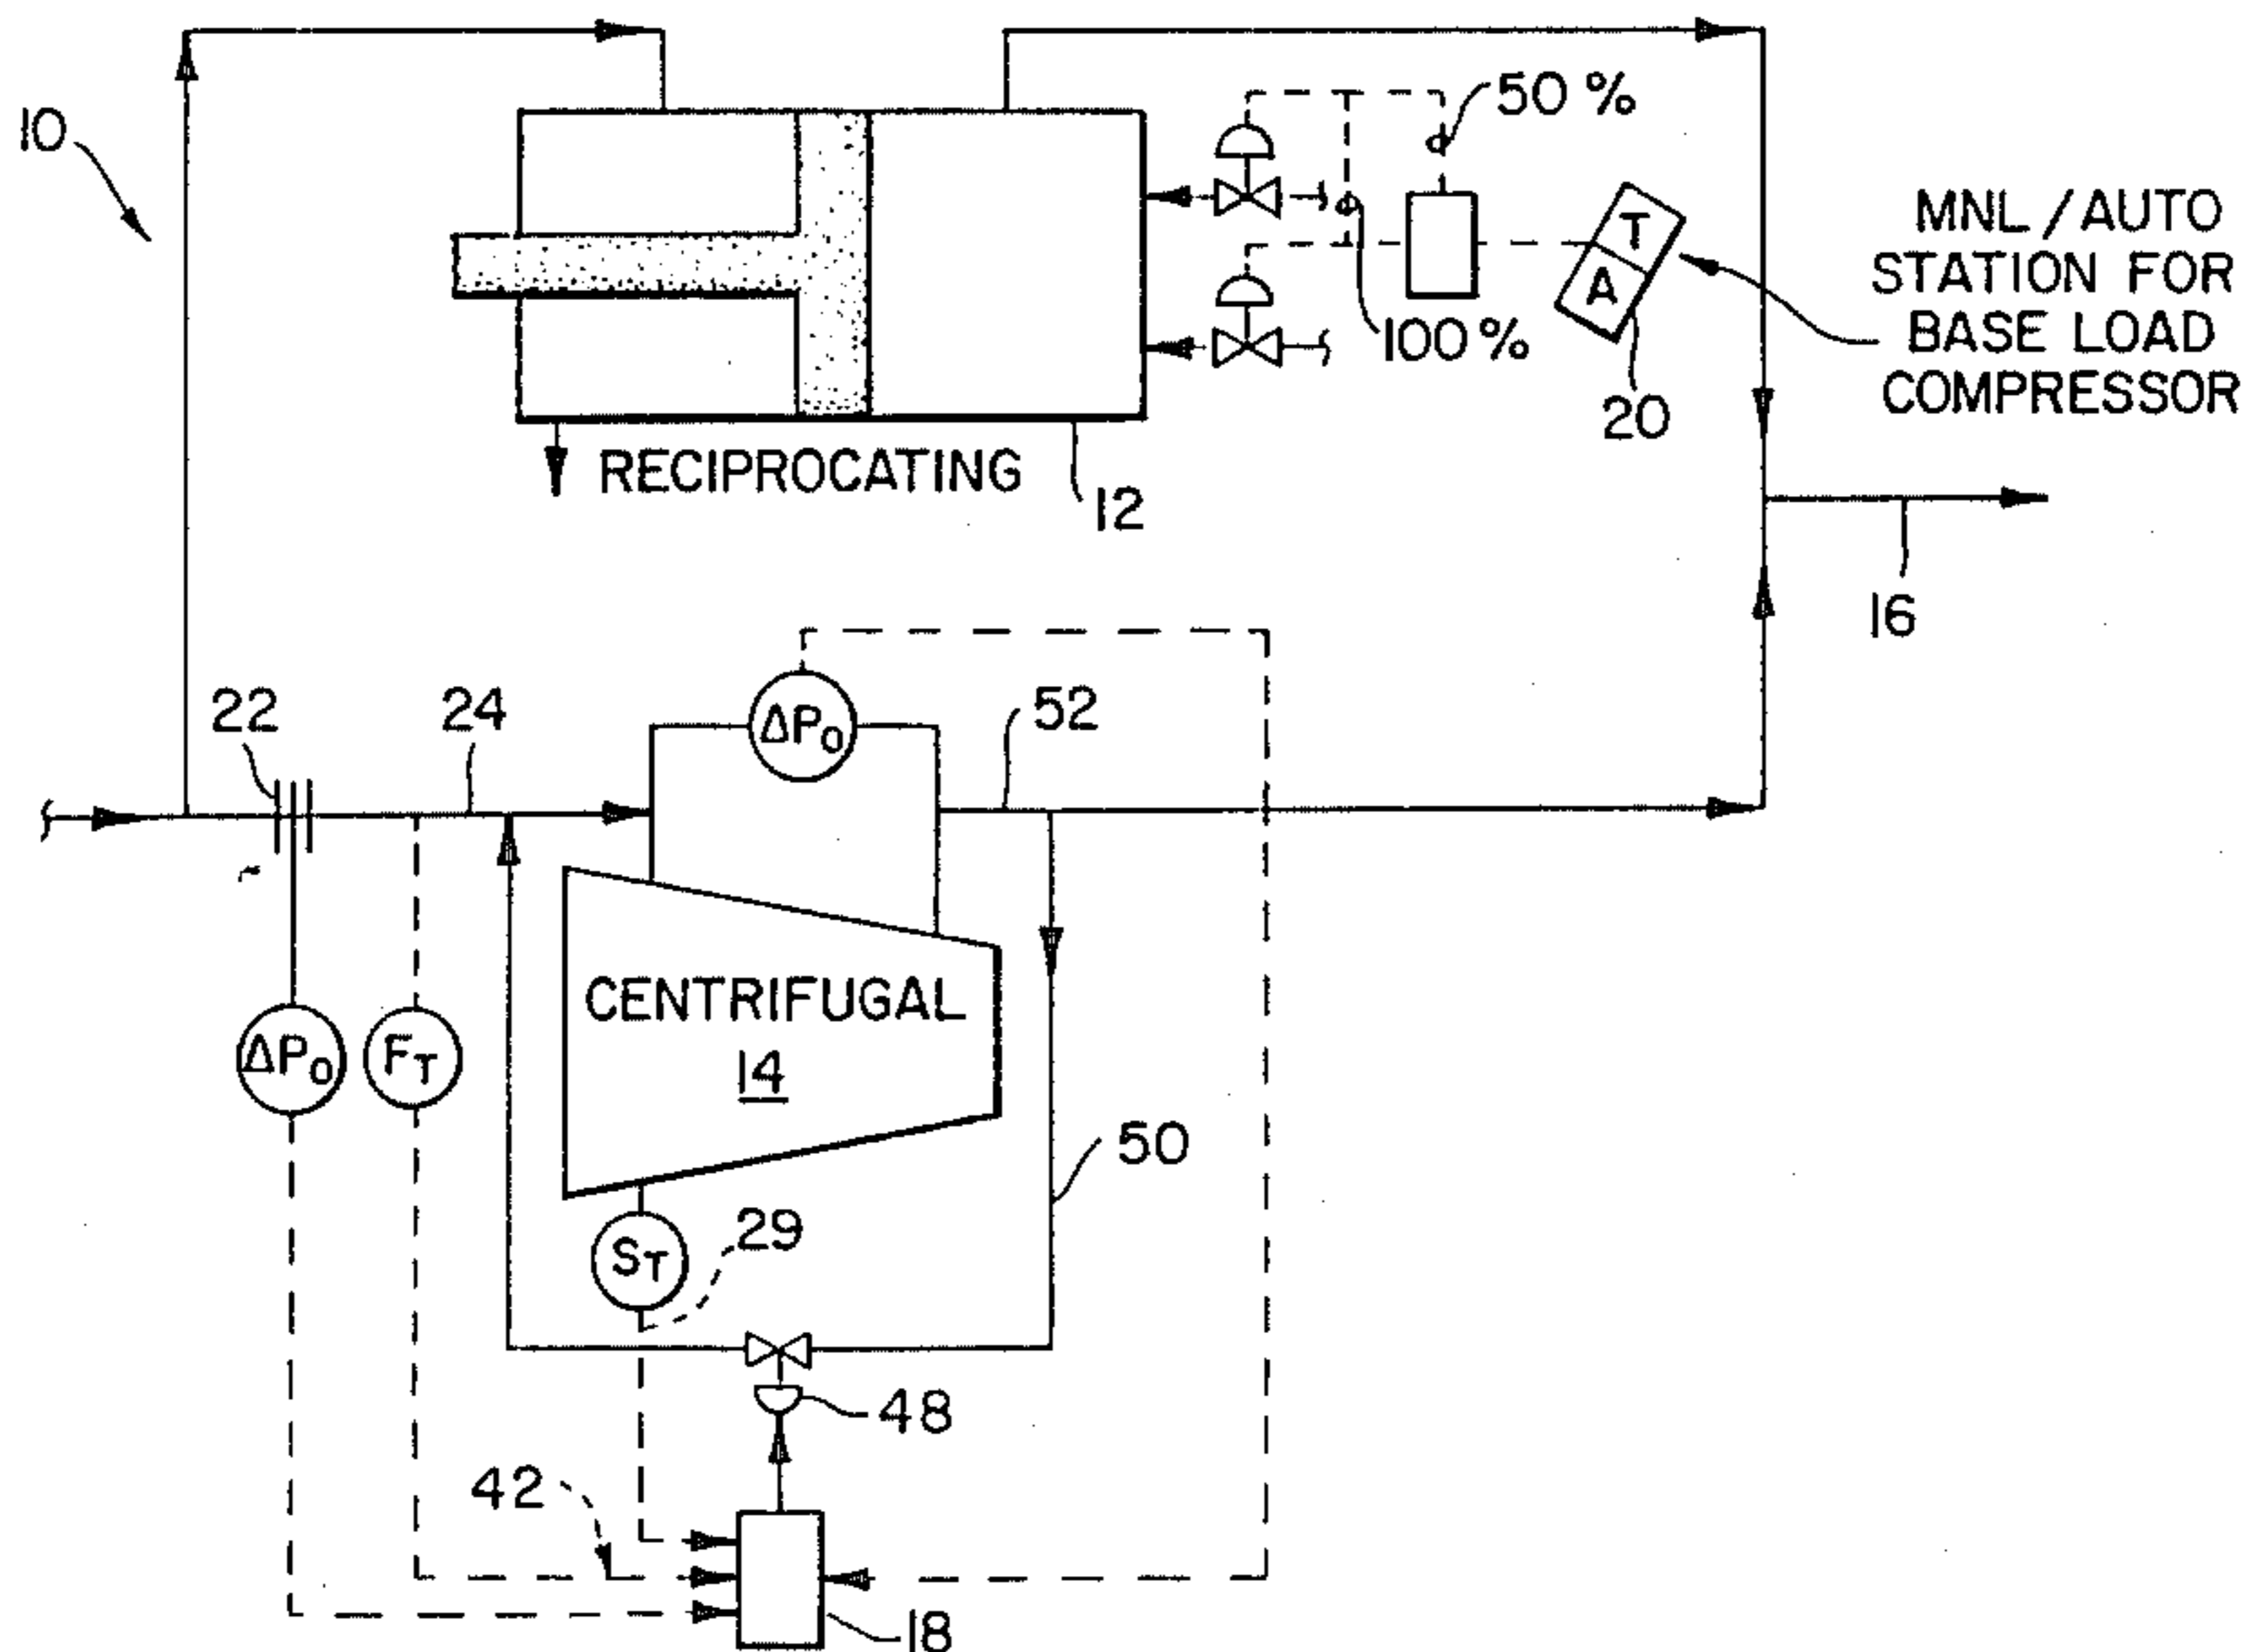 10
50 %
T
A
MNL / AUTO
STATION FOR
BASE LOAD
COMPRESSOR
100 %
20
RECIPROCATING
12
16
22
24
ΔPo
52
CENTRIFUGAL
14
ΔPo
FT
50
ST
29
48
42
18